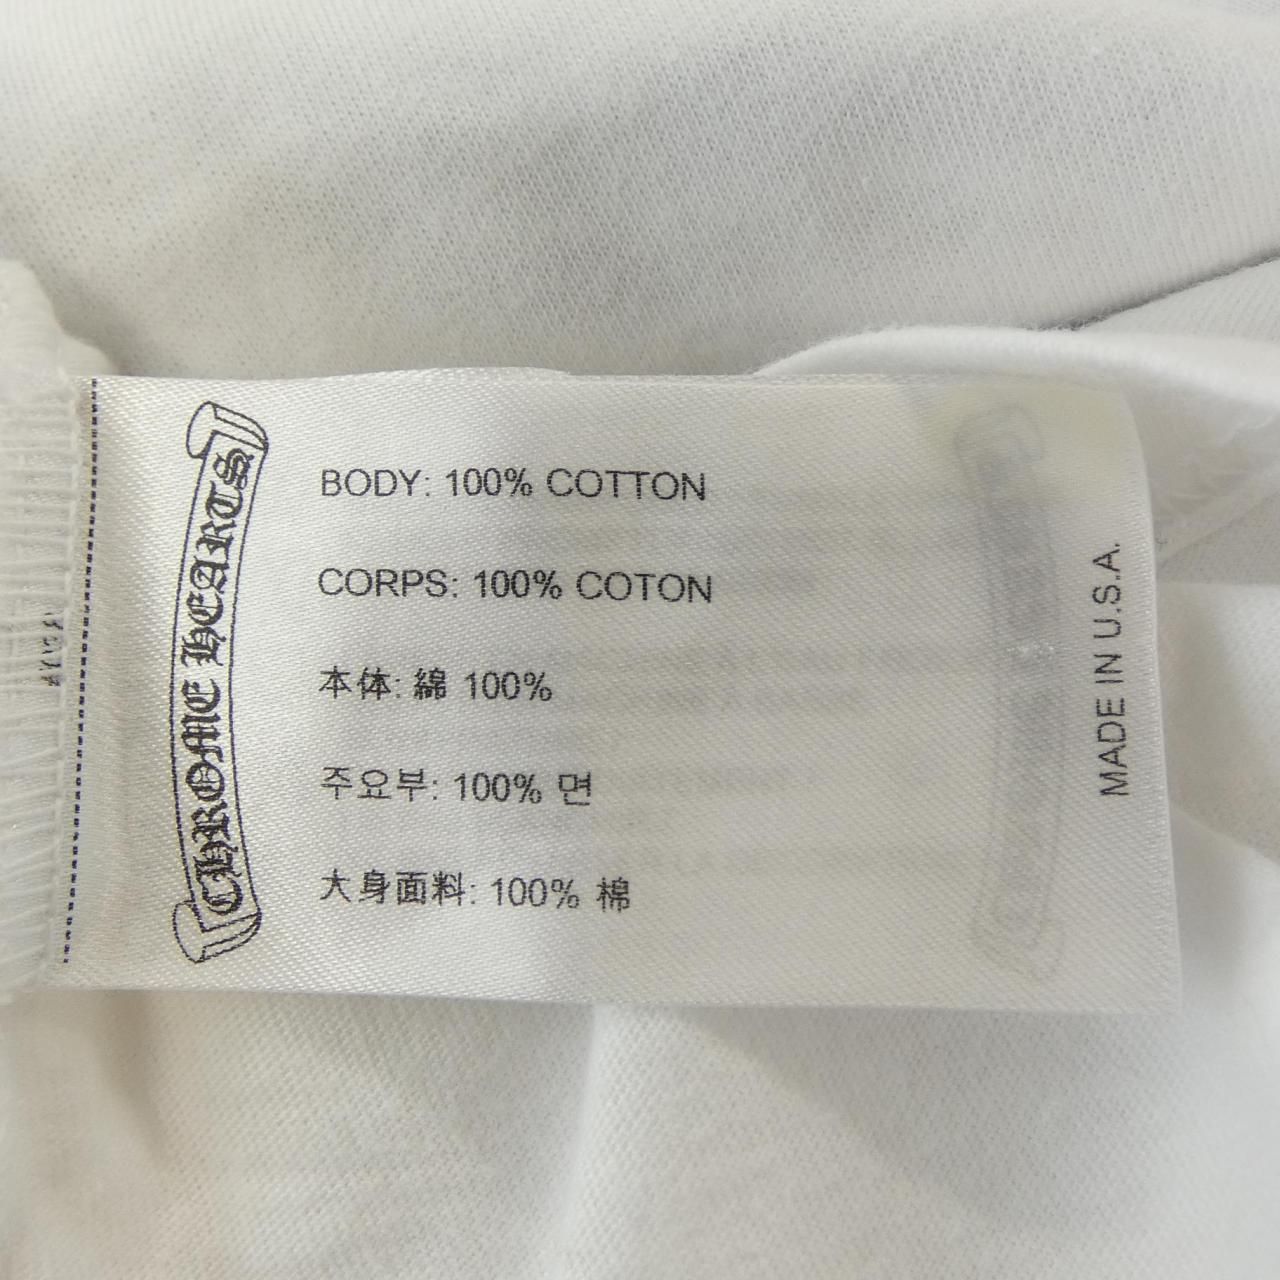 CHROME HEARTS
BODY: 100% COTTON
CORPS: 100% COTON
本体: 綿 100%
주요부: 100% 면
大身面料: 100% 棉
MADE IN U.S.A.